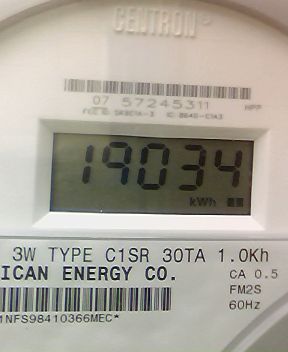 CENTRON
07 57245311
19034
kWh
3W TYPE C1SR 30TA 1.0Kh
ICAN ENERGY CO.
CA 0.5
FM2S
60Hz
1NFS98410366MEC*